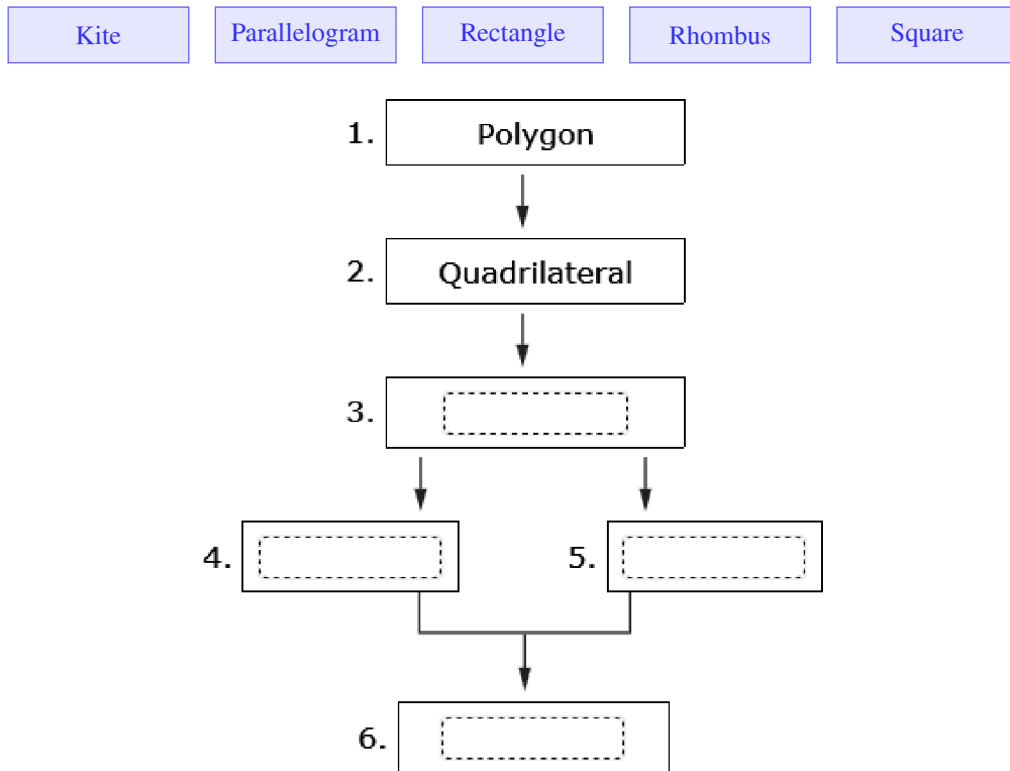 Kite Parallelogram Rectangle Rhombus Square
1. Polygon
2. Quadrilateral
3.
4. 5.
6.